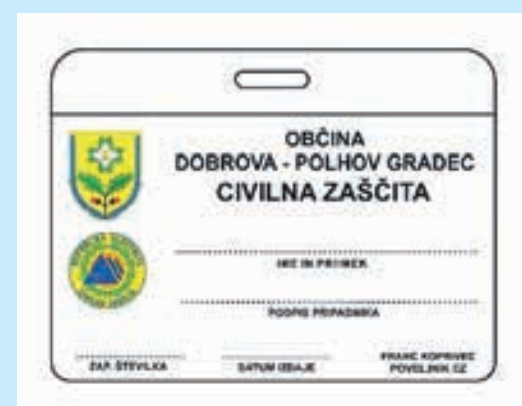 OBČINA
DOBROVA - POLHOV GRADEC
CIVILNA ZAŠČITA
IME IN PRIIMEK
PODPIS PRIPADNIKA
ZAP. ŠTEVILKA
DATUM IZDAJE
FRANC KOPRIVEC
POVELJNIK CZ